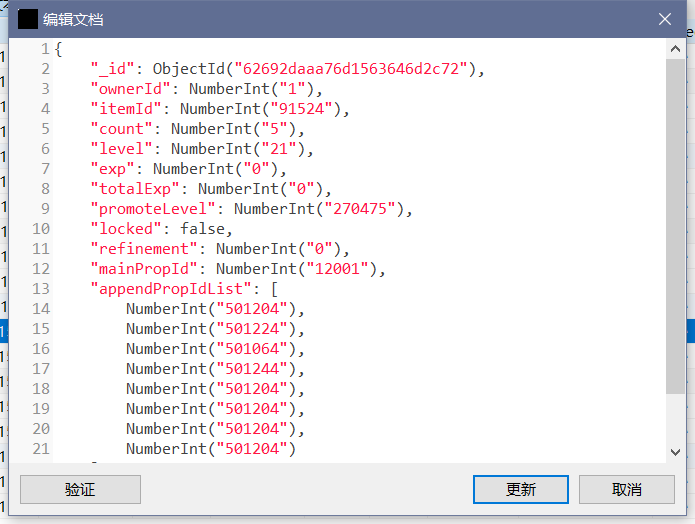 编辑文档
1 {
2 "_id": ObjectId("62692daaa76d1563646d2c72"),
3 "ownerId": NumberInt("1"),
4 "itemId": NumberInt("91524"),
5 "count": NumberInt("5"),
6 "level": NumberInt("21"),
7 "exp": NumberInt("0"),
8 "totalExp": NumberInt("0"),
9 "promoteLevel": NumberInt("270475"),
10 "locked": false,
11 "refinement": NumberInt("0"),
12 "mainPropId": NumberInt("12001"),
13 "appendPropIdList": [
14 NumberInt("501204"),
15 NumberInt("501224"),
16 NumberInt("501064"),
17 NumberInt("501244"),
18 NumberInt("501204"),
19 NumberInt("501204"),
20 NumberInt("501204"),
21 NumberInt("501204")
验证
更新
取消